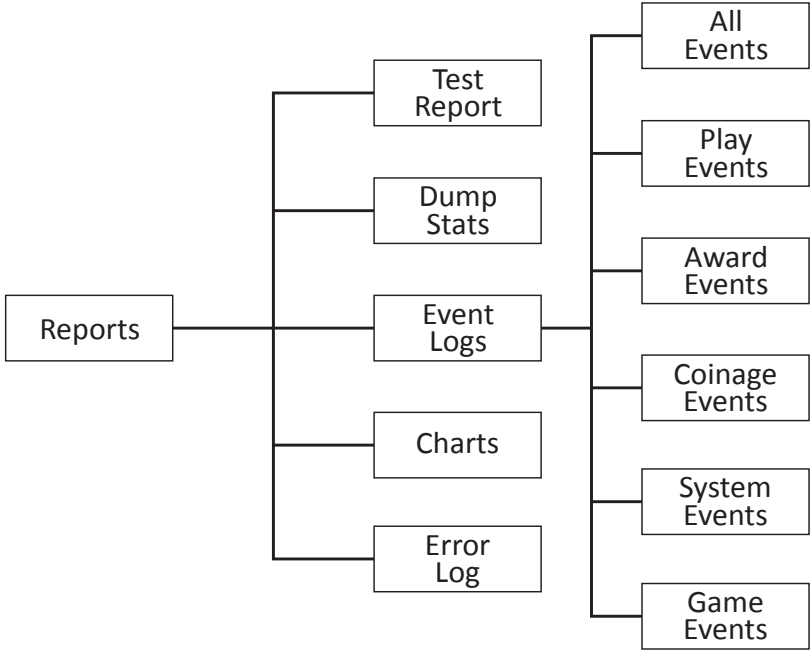 Reports
Test
Report
Dump
Stats
Event
Logs
Charts
Error
Log
All
Events
Play
Events
Award
Events
Coinage
Events
System
Events
Game
Events